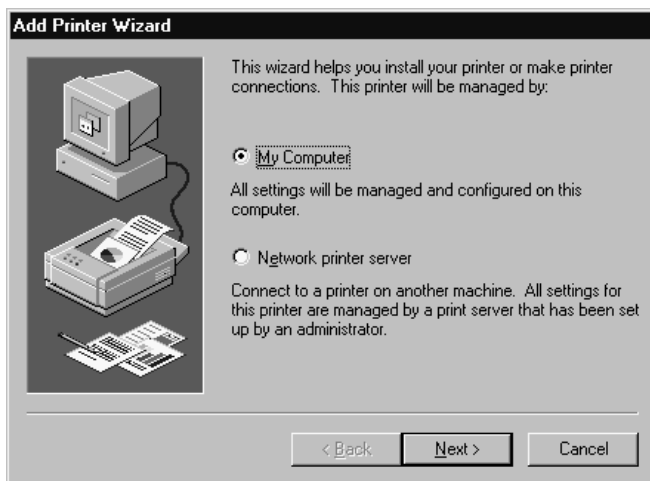 Add Printer Wizard
This wizard helps you install your printer or make printer
connections. This printer will be managed by:
My Computer
All settings will be managed and configured on this
computer.
Network printer server
Connect to a printer on another machine. All settings for
this printer are managed by a print server that has been set
up by an administrator.
< Back
Next >
Cancel